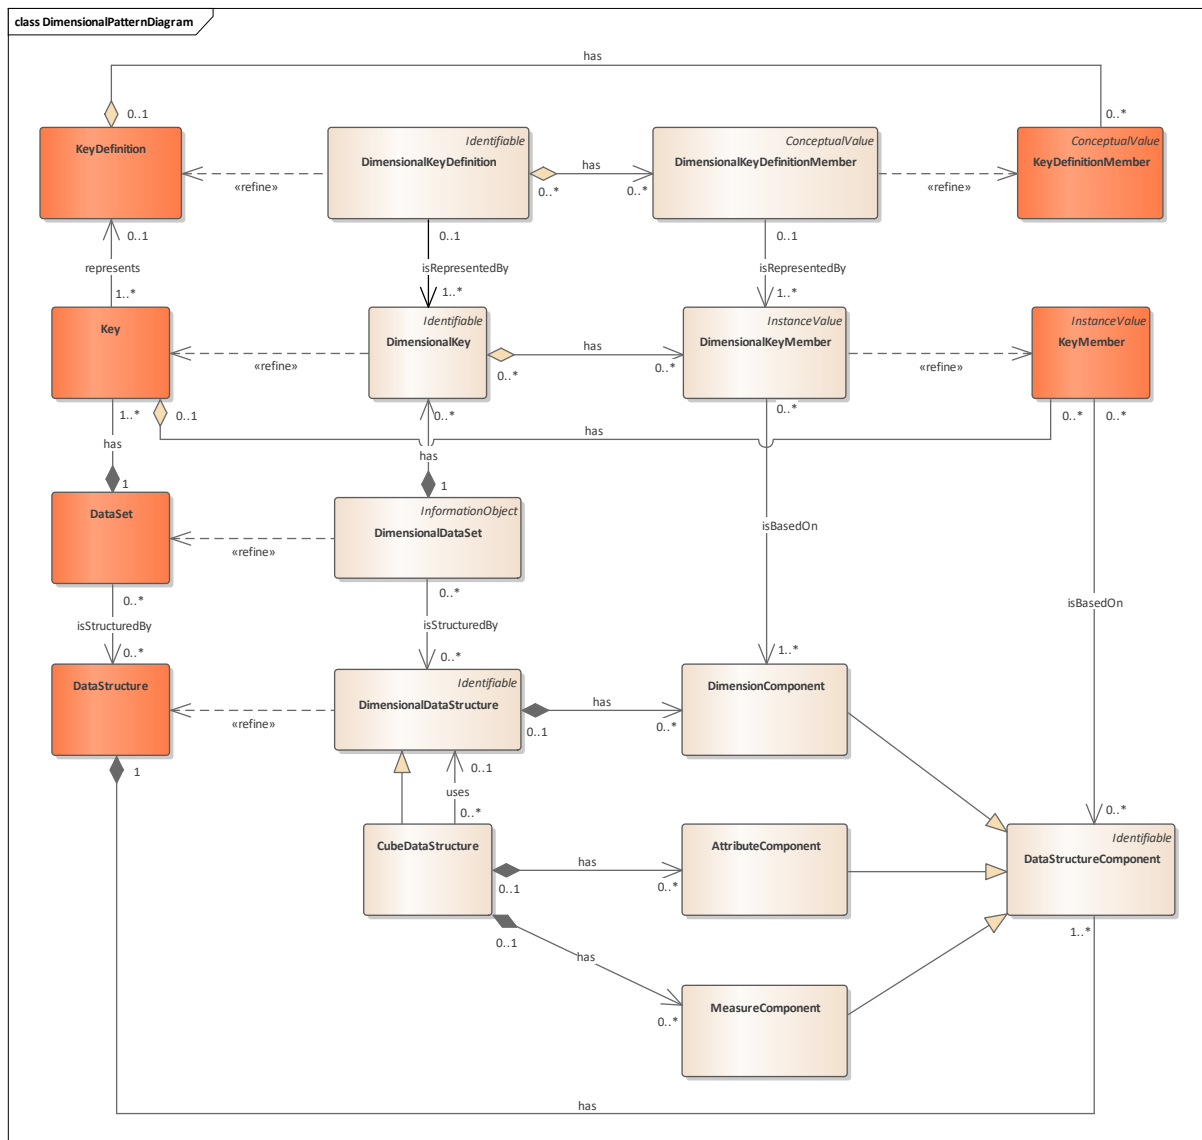 class DimensionalPatternDiagram
has
0..1
0..*
KeyDefinition
Identifiable
DimensionalKeyDefinition
ConceptualValue
DimensionalKeyDefinitionMember
ConceptualValue
KeyDefinitionMember
«refine»
has
0..*
0..*
«refine»
0..1
0..1
0..1
represents
isRepresentedBy
isRepresentedBy
1..*
1..*
1..*
Key
Identifiable
DimensionalKey
InstanceValue
DimensionalKeyMember
InstanceValue
KeyMember
«refine»
has
0..*
0..*
«refine»
1..*
0..1
0..*
0..*
0..*
0..*
has
has
has
1
1
DataSet
InformationObject
DimensionalDataSet
isBasedOn
«refine»
0..*
0..*
isStructuredBy
isStructuredBy
isBasedOn
0..*
0..*
1..*
DataStructure
Identifiable
DimensionalDataStructure
DimensionComponent
«refine»
has
0..1
0..*
1
0..1
uses
0..*
0..*
CubeDataStructure
AttributeComponent
Identifiable
DataStructureComponent
has
0..1
0..*
0..1
1..*
has
MeasureComponent
0..*
has